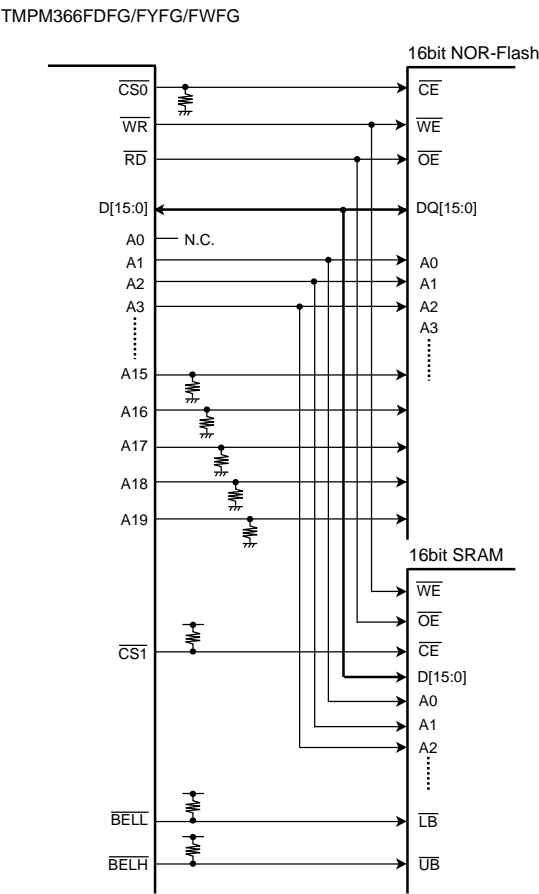 TMPM366FDFG/FYFG/FWFG
16bit NOR-Flash
CS0
CE
WR
WE
RD
OE
D[15:0]
DQ[15:0]
A0
N.C.
A1
A0
A2
A1
A3
A2
A3
A15
A16
A17
A18
A19
16bit SRAM
WE
OE
CS1
CE
D[15:0]
A0
A1
A2
BELL
LB
BELH
UB